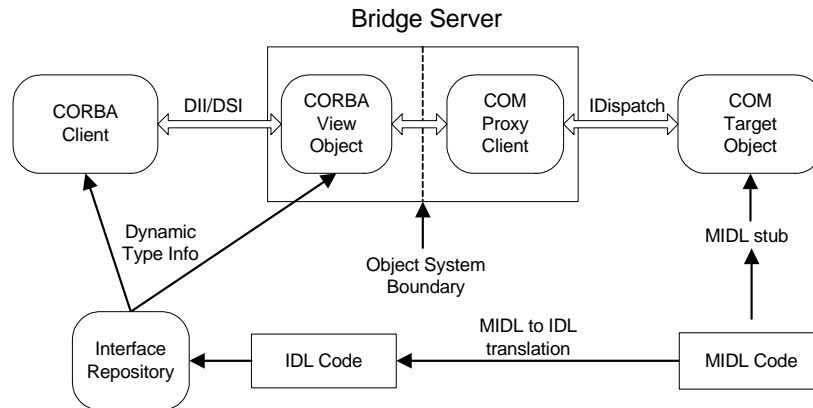 Bridge Server
CORBA
Client
DII/DSI
CORBA
View
Object
COM
Proxy
Client
IDispatch
COM
Target
Object
Dynamic
Type Info
Object System
Boundary
MIDL stub
Interface
Repository
IDL Code
MIDL to IDL
translation
MIDL Code